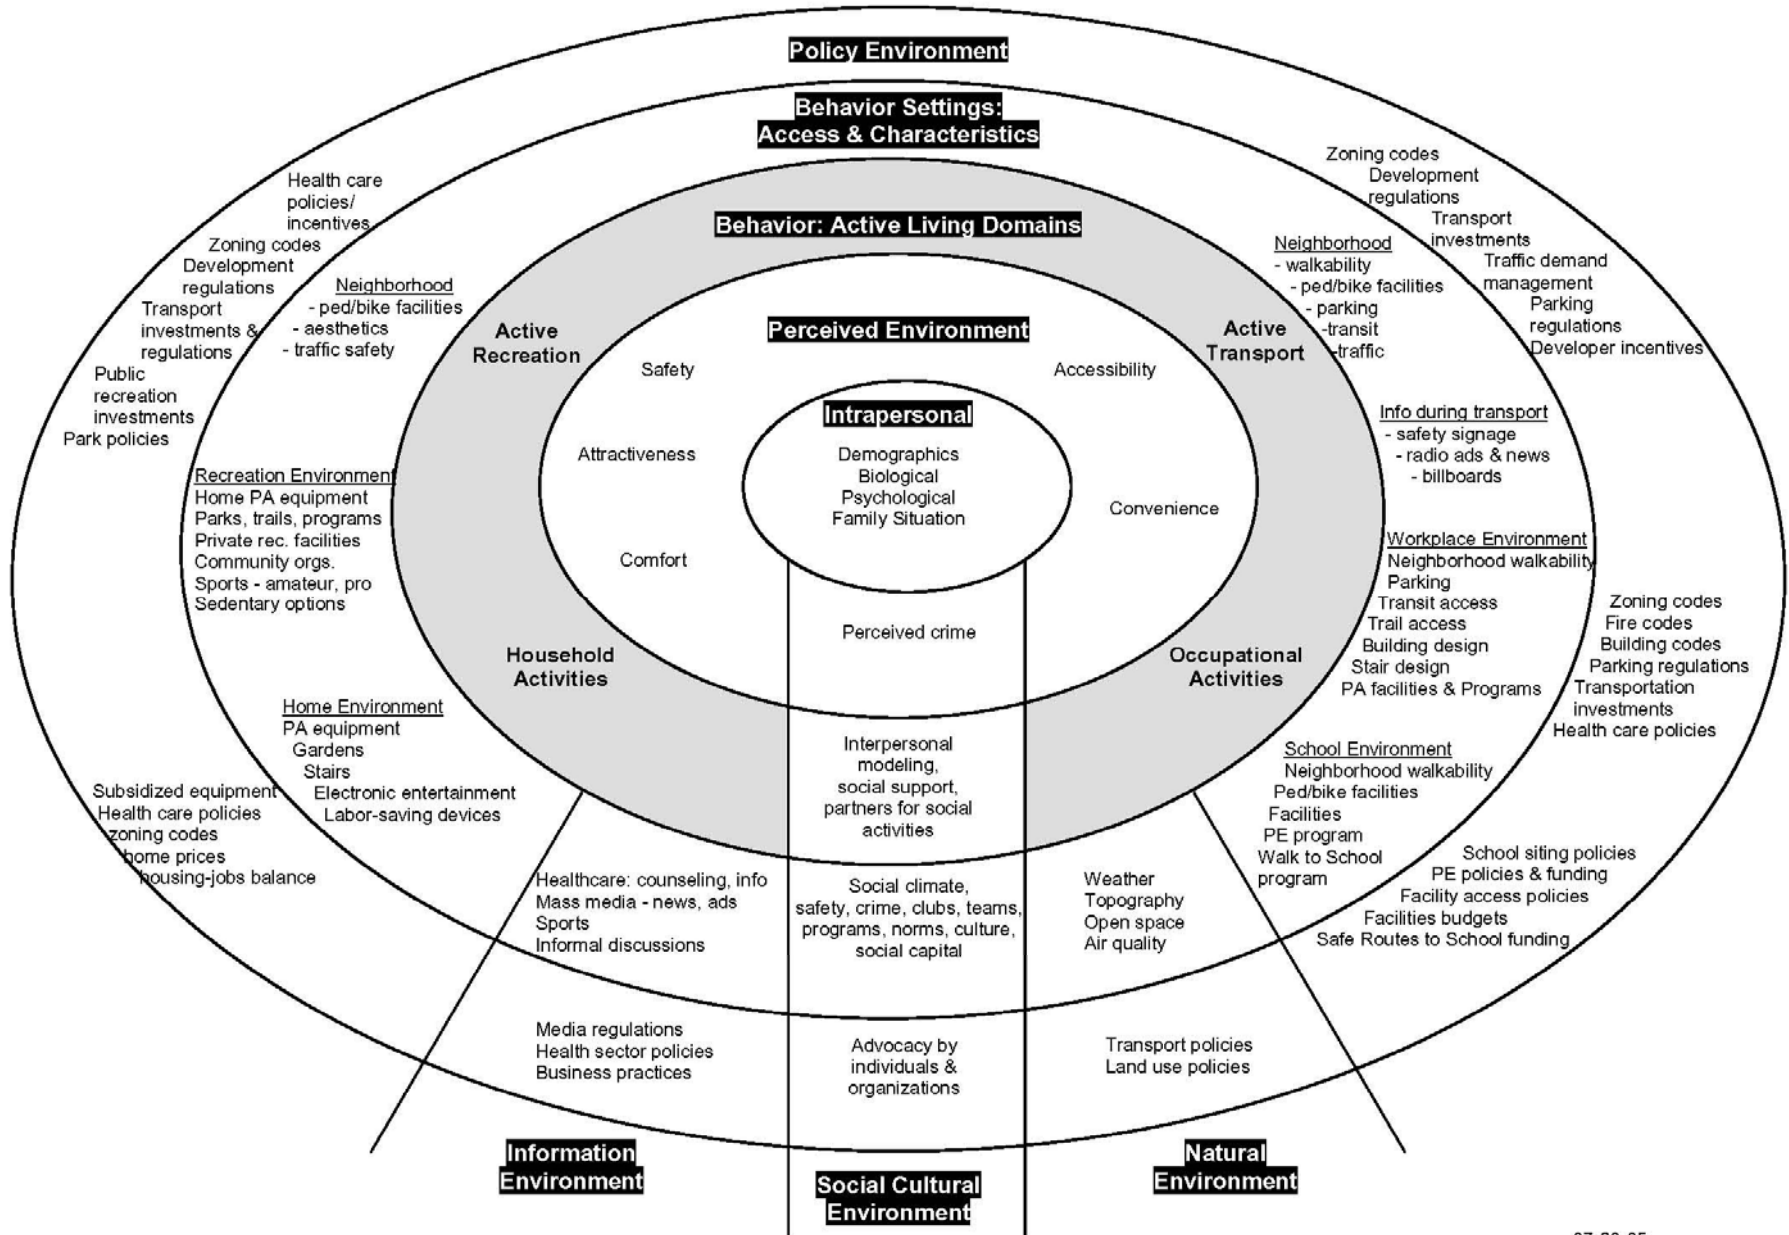 Policy Environment
Behavior Settings:
Access & Characteristics
Behavior: Active Living Domains
Perceived Environment
Intrapersonal
Demographics
Biological
Psychological
Family Situation
Safety
Attractiveness
Comfort
Accessibility
Convenience
Perceived crime
Active
Recreation
Active
Transport
Household
Activities
Occupational
Activities
Health care
policies/
incentives
Zoning codes
Development
regulations
Transport
investments &
regulations
Public
recreation
investments
Park policies
Neighborhood
- ped/bike facilities
- aesthetics
- traffic safety
Recreation Environment
Home PA equipment
Parks, trails, programs
Private rec. facilities
Community orgs.
Sports - amateur, pro
Sedentary options
Home Environment
PA equipment
Gardens
Stairs
Electronic entertainment
Labor-saving devices
Subsidized equipment
Health care policies
zoning codes
home prices
housing-jobs balance
Zoning codes
Development
regulations
Transport
investments
Traffic demand
management
Parking
regulations
Developer incentives
Neighborhood
- walkability
- ped/bike facilities
- parking
-transit
-traffic
Info during transport
- safety signage
- radio ads & news
- billboards
Workplace Environment
Neighborhood walkability
Parking
Transit access
Trail access
Building design
Stair design
PA facilities & Programs
Zoning codes
Fire codes
Building codes
Parking regulations
Transportation
investments
Health care policies
School Environment
Neighborhood walkability
Ped/bike facilities
Facilities
PE program
Walk to School
program
School siting policies
PE policies & funding
Facility access policies
Facilities budgets
Safe Routes to School funding
Interpersonal
modeling,
social support,
partners for social
activities
Healthcare: counseling, info
Mass media - news, ads
Sports
Informal discussions
Social climate,
safety, crime, clubs, teams,
programs, norms, culture,
social capital
Weather
Topography
Open space
Air quality
Media regulations
Health sector policies
Business practices
Advocacy by
individuals &
organizations
Transport policies
Land use policies
Information
Environment
Social Cultural
Environment
Natural
Environment